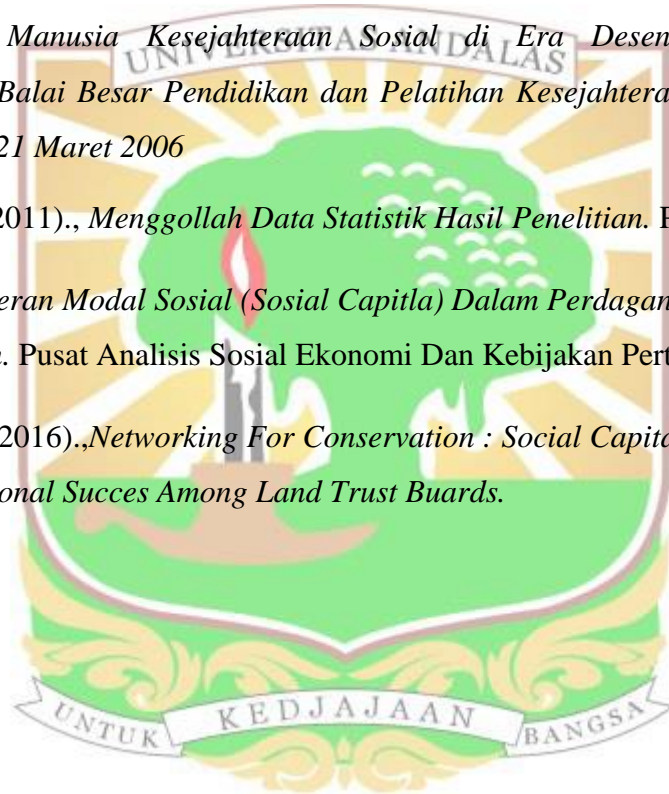 Manusia Kesejahteraan Sosial di Era Desen
UNIVERSITAS ANDALAS
Balai Besar Pendidikan dan Pelatihan Kesejahtera
21 Maret 2006
2011)., Menggollah Data Statistik Hasil Penelitian. P
eran Modal Sosial (Sosial Capitla) Dalam Perdagan
. Pusat Analisis Sosial Ekonomi Dan Kebijakan Pert
2016).,Networking For Conservation : Social Capita
onal Succes Among Land Trust Buards.
UNTUK KEDJAJAAN BANGSA